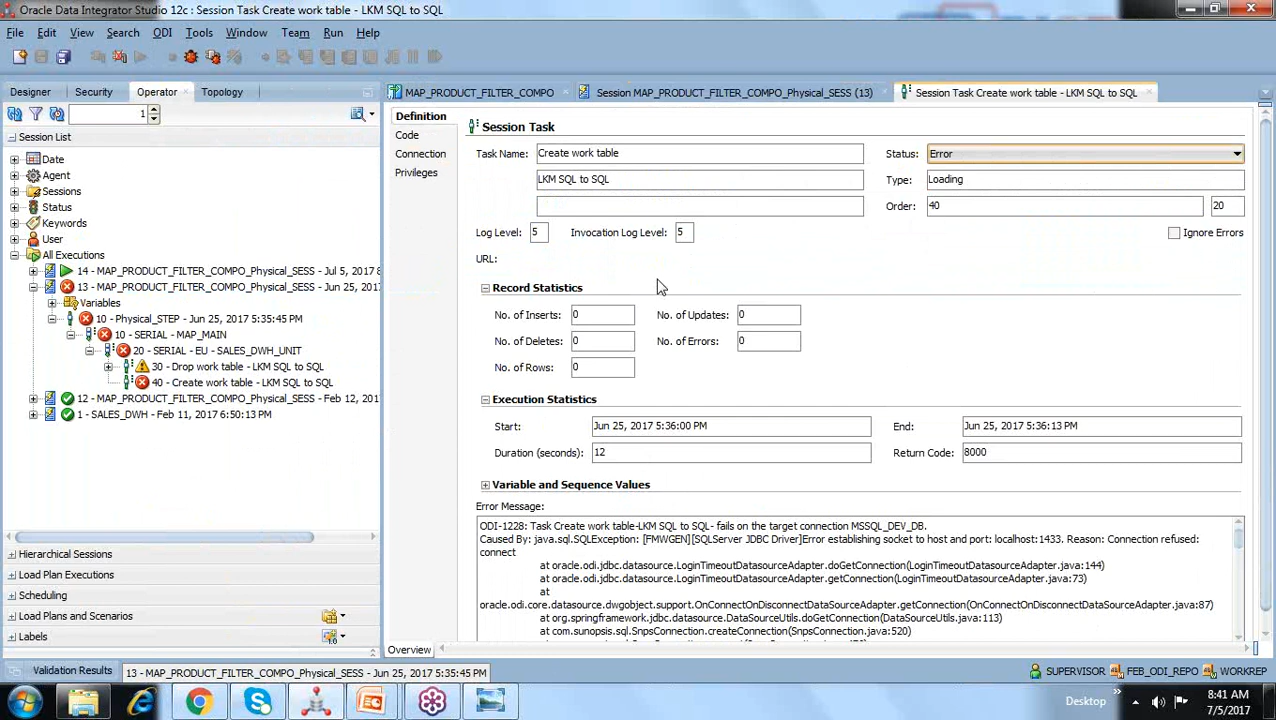 Oracle Data Integrator Studio 12c : Session Task Create work table - LKM SQL to SQL
File Edit View Search ODI Tools Window Team Run Help
Designer Security Operator Topology
1
Session List
Date
Agent
Sessions
Status
Keywords
User
All Executions
14 - MAP_PRODUCT_FILTER_COMPO_Physical_SESS - Jul 5, 2017 8
13 - MAP_PRODUCT_FILTER_COMPO_Physical_SESS - Jun 25, 2017
Variables
10 - Physical_STEP - Jun 25, 2017 5:35:45 PM
10 - SERIAL - MAP_MAIN
20 - SERIAL - EU - SALES_DWH_UNIT
30 - Drop work table - LKM SQL to SQL
40 - Create work table - LKM SQL to SQL
12 - MAP_PRODUCT_FILTER_COMPO_Physical_SESS - Feb 12, 2017
1 - SALES_DWH - Feb 11, 2017 6:50:13 PM
Hierarchical Sessions
Load Plan Executions
Scheduling
Load Plans and Scenarios
Labels
MAP_PRODUCT_FILTER_COMPO Session MAP_PRODUCT_FILTER_COMPO_Physical_SESS (13) Session Task Create work table - LKM SQL to SQL
Definition
Code
Connection
Privileges
Session Task
Task Name: Create work table Status: Error
LKM SQL to SQL Type: Loading
Order: 40 20
Log Level: 5 Invocation Log Level: 5 Ignore Errors
URL:
Record Statistics
No. of Inserts: 0 No. of Updates: 0
No. of Deletes: 0 No. of Errors: 0
No. of Rows: 0
Execution Statistics
Start: Jun 25, 2017 5:36:00 PM End: Jun 25, 2017 5:36:13 PM
Duration (seconds): 12 Return Code: 8000
Variable and Sequence Values
Error Message:
ODI-1228: Task Create work table-LKM SQL to SQL- fails on the target connection MSSQL_DEV_DB.
Caused By: java.sql.SQLException: [FMWGEN][SQLServer JDBC Driver]Error establishing socket to host and port: localhost:1433. Reason: Connection refused:
connect
at oracle.odi.jdbc.datasource.LoginTimeoutDatasourceAdapter.doGetConnection(LoginTimeoutDatasourceAdapter.java:144)
at oracle.odi.jdbc.datasource.LoginTimeoutDatasourceAdapter.getConnection(LoginTimeoutDatasourceAdapter.java:73)
at
oracle.odi.core.datasource.dwgobject.support.OnConnectOnDisconnectDataSourceAdapter.getConnection(OnConnectOnDisconnectDataSourceAdapter.java:87)
at org.springframework.jdbc.datasource.DataSourceUtils.doGetConnection(DataSourceUtils.java:113)
at com.sunopsis.sql.SnpsConnection.createConnection(SnpsConnection.java:520)
Overview
Validation Results 13 - MAP_PRODUCT_FILTER_COMPO_Physical_SESS - Jun 25, 2017 5:35:45 PM SUPERVISOR FEB_ODI_REPO WORKREP
Desktop 8:41 AM
7/5/2017